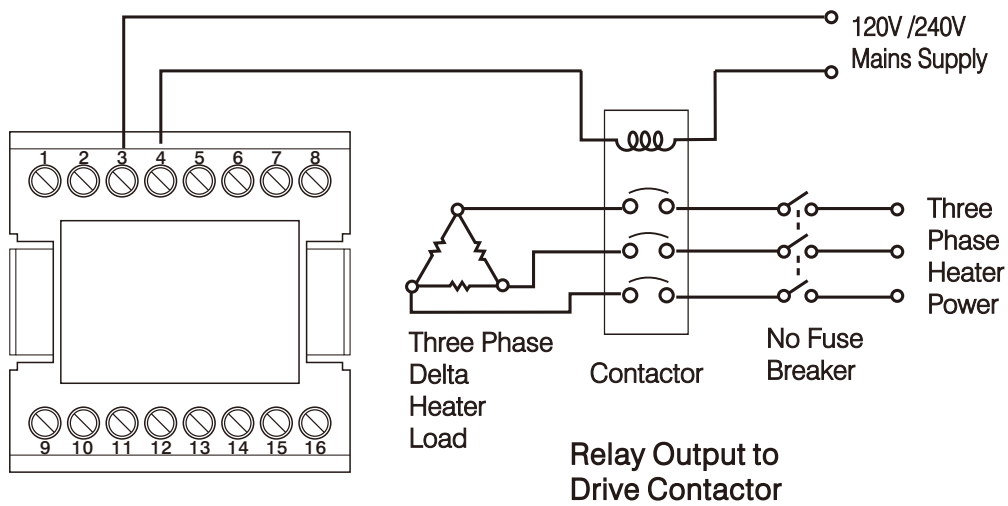 120V /240V
Mains Supply
1 2 3 4 5 6 7 8
Three
Phase
Heater
Power
Three Phase
Delta
Heater
Load
Contactor
No Fuse
Breaker
9 10 11 12 13 14 15 16
Relay Output to
Drive Contactor